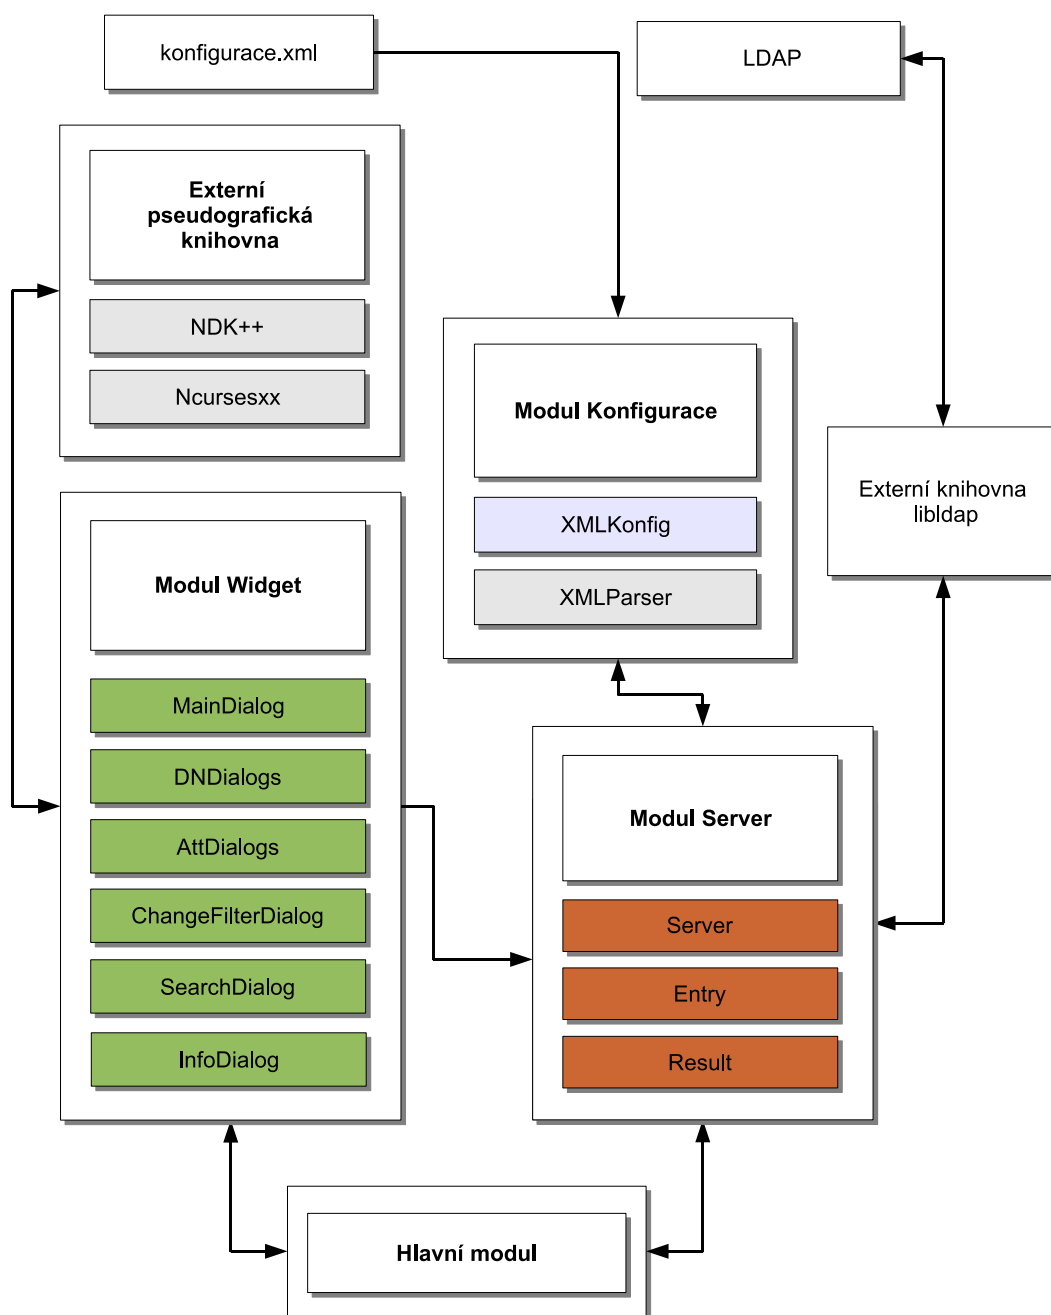 konfigurace.xml
LDAP
Externí
pseudografická
knihovna
NDK++
Ncursesxx
Modul Konfigurace
XMLKonfig
XMLParser
Externí knihovna
libldap
Modul Widget
MainDialog
DNDialogs
AttDialogs
ChangeFilterDialog
SearchDialog
InfoDialog
Modul Server
Server
Entry
Result
Hlavní modul